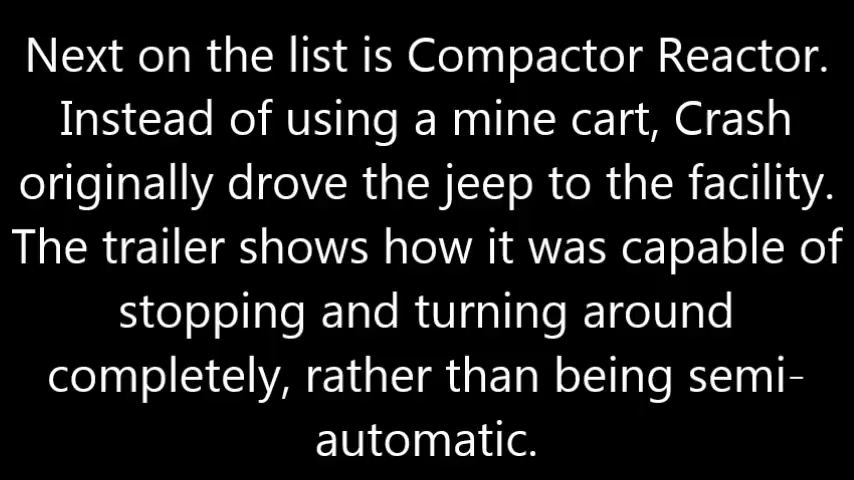 Next on the list is Compactor Reactor.
Instead of using a mine cart, Crash
originally drove the jeep to the facility.
The trailer shows how it was capable of
stopping and turning around
completely, rather than being semi-
automatic.